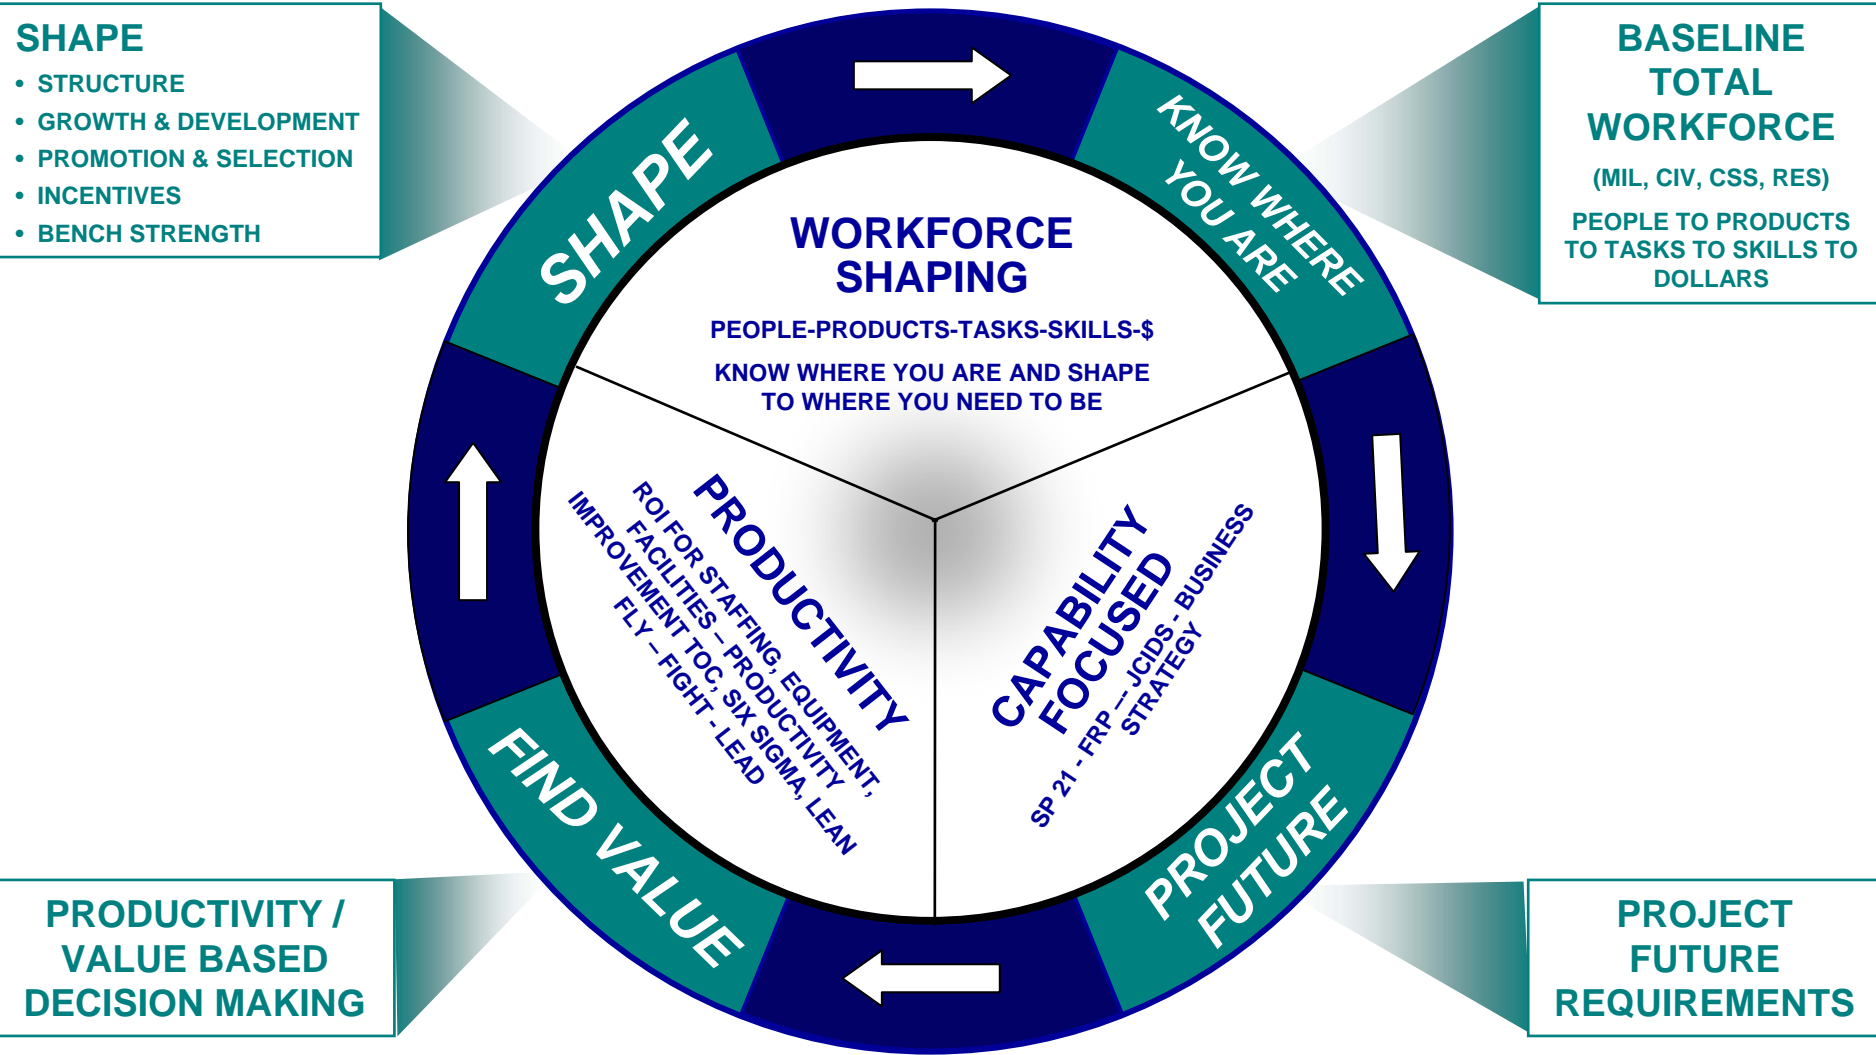 SHAPE
• STRUCTURE
• GROWTH & DEVELOPMENT
• PROMOTION & SELECTION
• INCENTIVES
• BENCH STRENGTH
BASELINE
TOTAL
WORKFORCE
(MIL, CIV, CSS, RES)
PEOPLE TO PRODUCTS
TO TASKS TO SKILLS TO
DOLLARS
SHAPE
KNOW WHERE
YOU ARE
WORKFORCE
SHAPING
PEOPLE-PRODUCTS-TASKS-SKILLS-$
KNOW WHERE YOU ARE AND SHAPE
TO WHERE YOU NEED TO BE
PRODUCTIVITY
ROI FOR STAFFING, EQUIPMENT,
FACILITIES – PRODUCTIVITY
IMPROVEMENT TOC, SIX SIGMA, LEAN
FLY – FIGHT - LEAD
CAPABILITY
FOCUSED
SP 21 - FRP –- JCIDS - BUSINESS
STRATEGY
FIND VALUE
PROJECT
FUTURE
PRODUCTIVITY /
VALUE BASED
DECISION MAKING
PROJECT
FUTURE
REQUIREMENTS